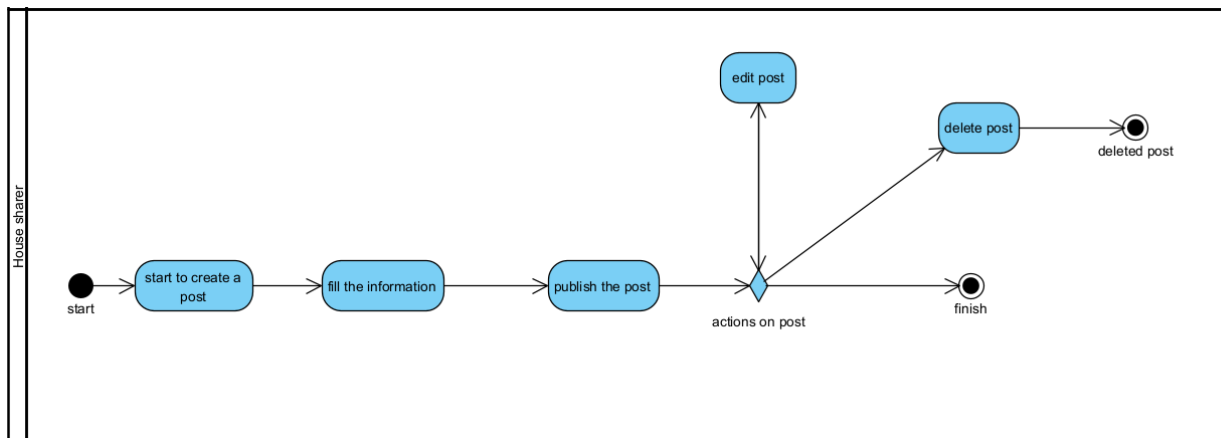 House sharer
start
start to create a
post
fill the information
publish the post
actions on post
edit post
delete post
deleted post
finish